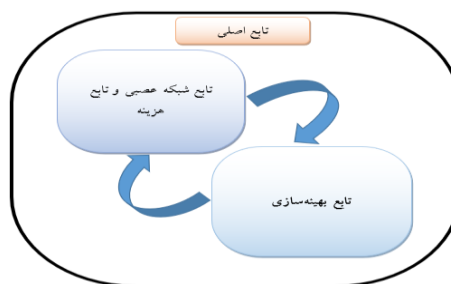 تابع اصلی
تابع شبکه عصبی و تابع
هزینه
تابع بهینه‌سازی